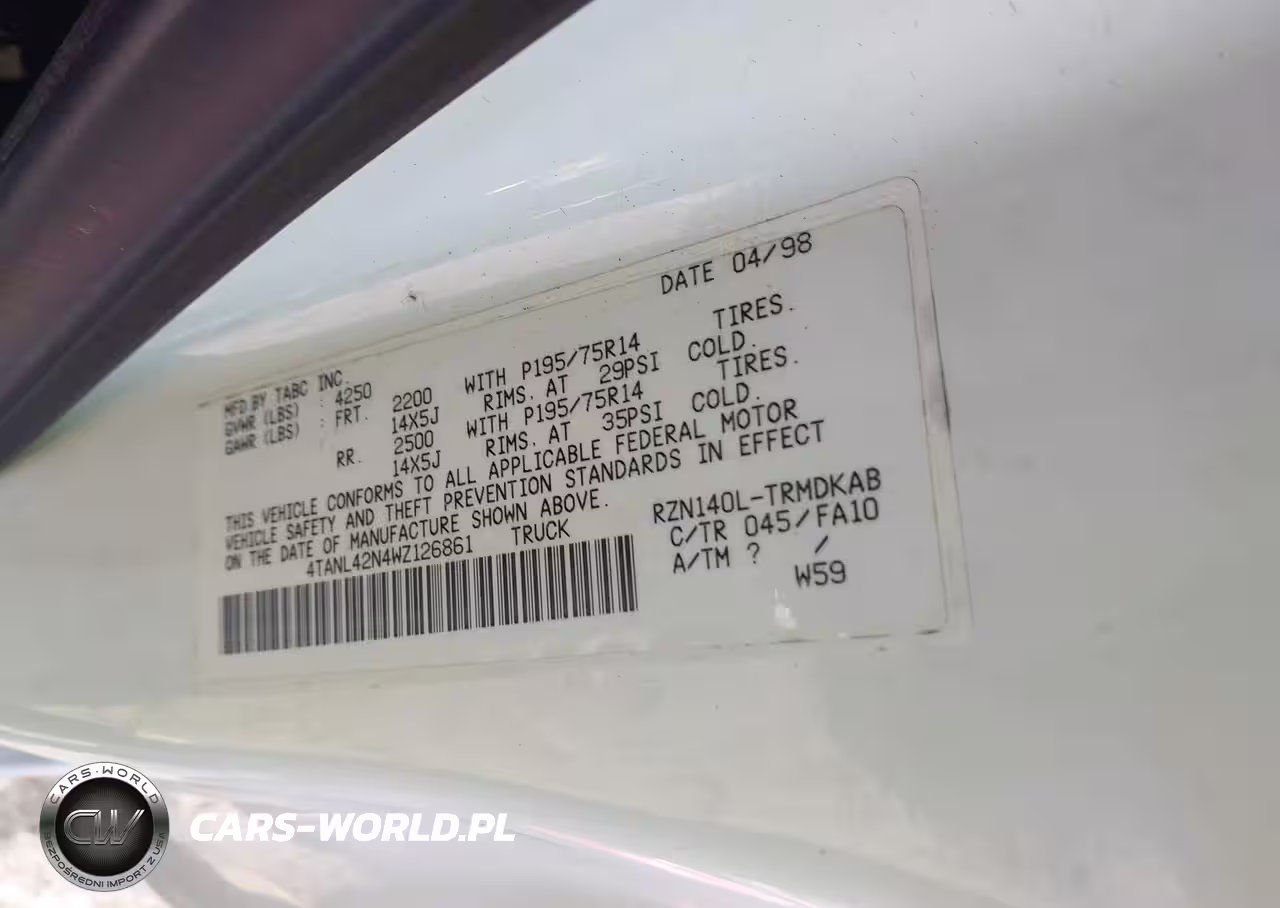 DATE 04/98
MFD.BY TABC INC.
GVWR (LBS) : 4250
GAWR (LBS) : FRT. 2200 WITH P195/75R14 TIRES.
14X5J RIMS. AT 29PSI COLD.
RR. 2500 WITH P195/75R14 TIRES.
14X5J RIMS. AT 35PSI COLD.
THIS VEHICLE CONFORMS TO ALL APPLICABLE FEDERAL MOTOR
VEHICLE SAFETY AND THEFT PREVENTION STANDARDS IN EFFECT
ON THE DATE OF MANUFACTURE SHOWN ABOVE.
4TANL42N4WZ126861 TRUCK
RZN140L-TRMDKAB
C/TR 045/FA10
A/TM ? /
W59
CARS-WORLD
CW
BEZPOŚREDNI IMPORT Z USA
CARS-WORLD.PL